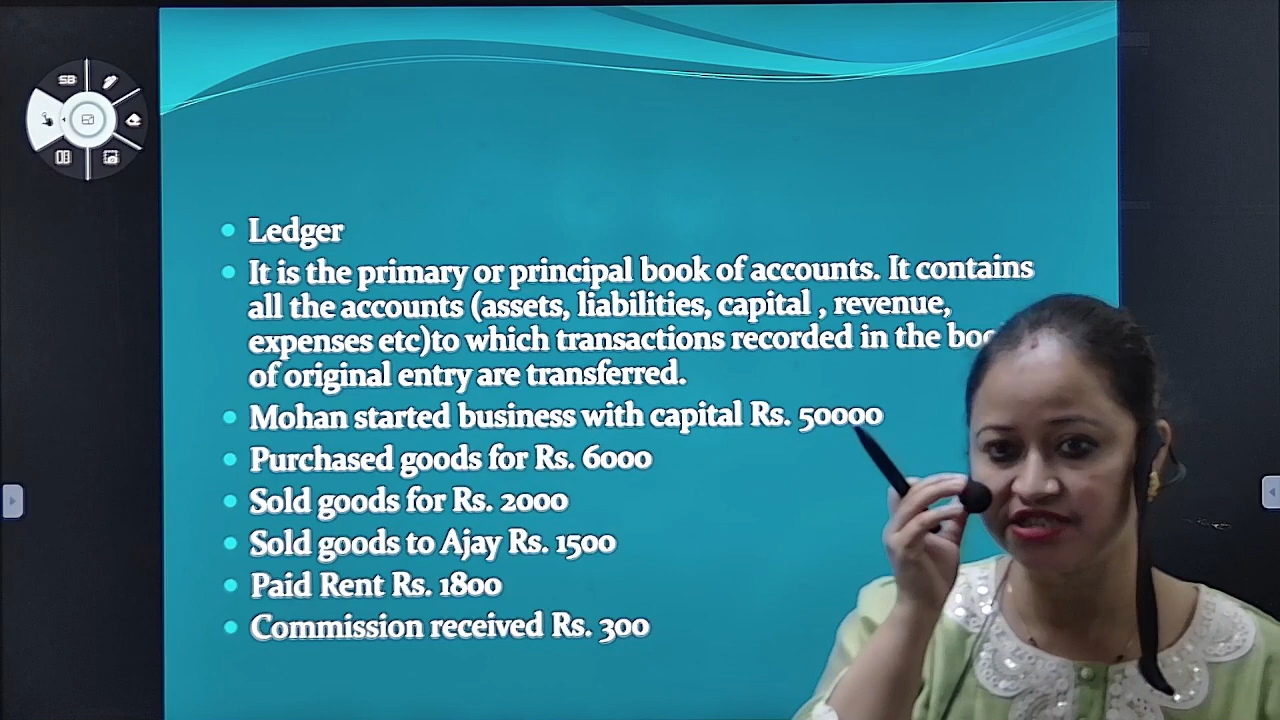 SB
Ledger
It is the primary or principal book of accounts. It contains
all the accounts (assets, liabilities, capital , revenue,
expenses etc)to which transactions recorded in the
of original entry are transferred.
Mohan started business with capital Rs. 50000
Purchased goods for Rs. 6000
Sold goods for Rs. 2000
Sold goods to Ajay Rs. 1500
Paid Rent Rs. 1800
Commission received Rs. 300